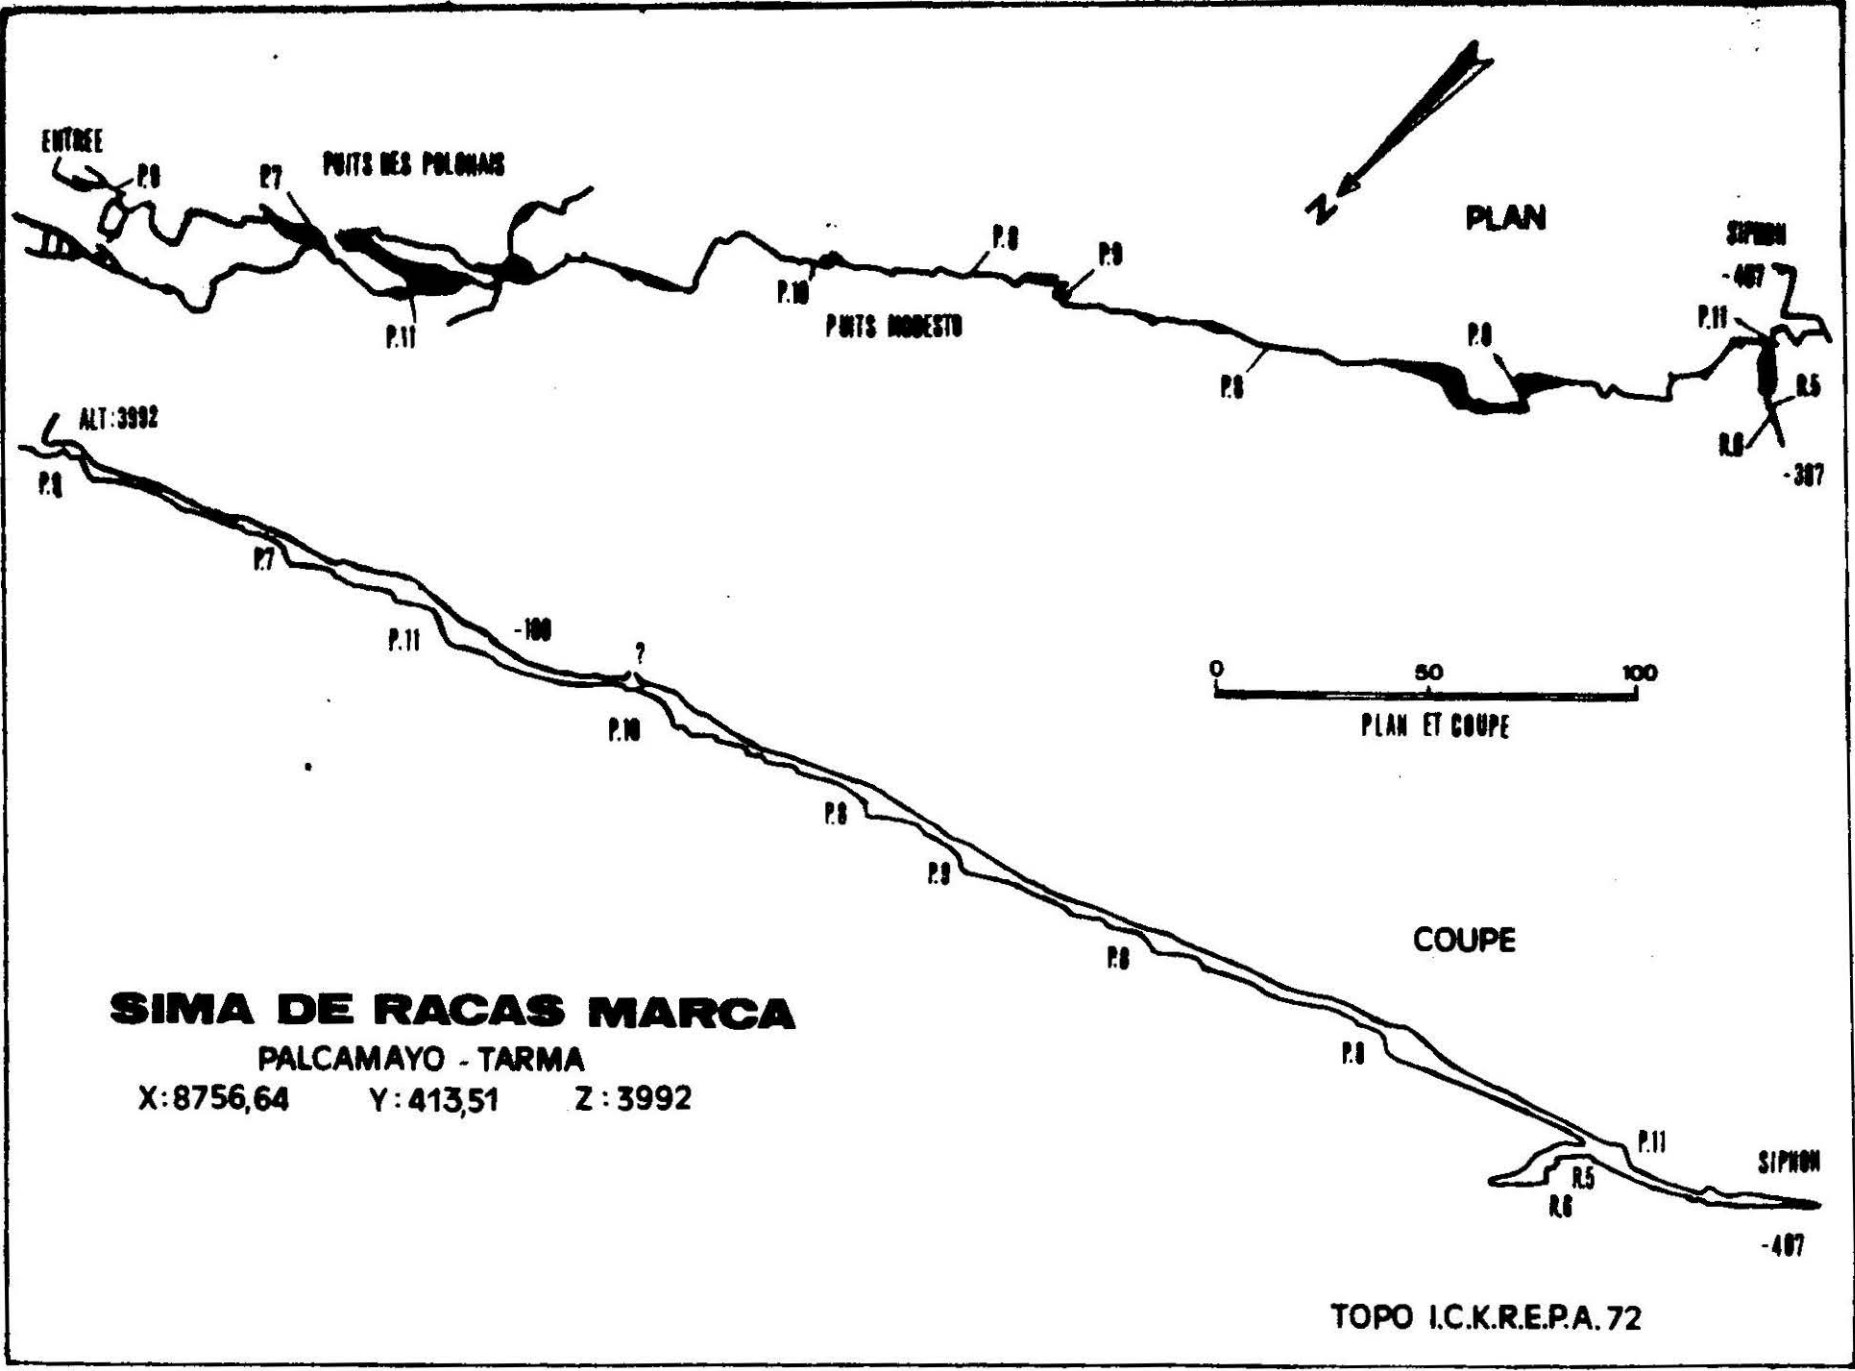 ENTREE
P.8
P.7
PUITS DES POLONAIS
P.11
N
PLAN
P.10
P.8
P.9
PUITS MODESTO
P.8
P.8
SIPHON
-407
P.11
R.5
R.6
-387
ALT:3992
P.8
P.7
P.11
-100
?
P.10
P.8
P.9
P.8
P.8
0 50 100
PLAN ET COUPE
COUPE
P.11
SIPHON
R.5
R.6
-407
SIMA DE RACAS MARCA
PALCAMAYO - TARMA
X:8756,64 Y:413,51 Z:3992
TOPO I.C.K.R.E.P.A. 72